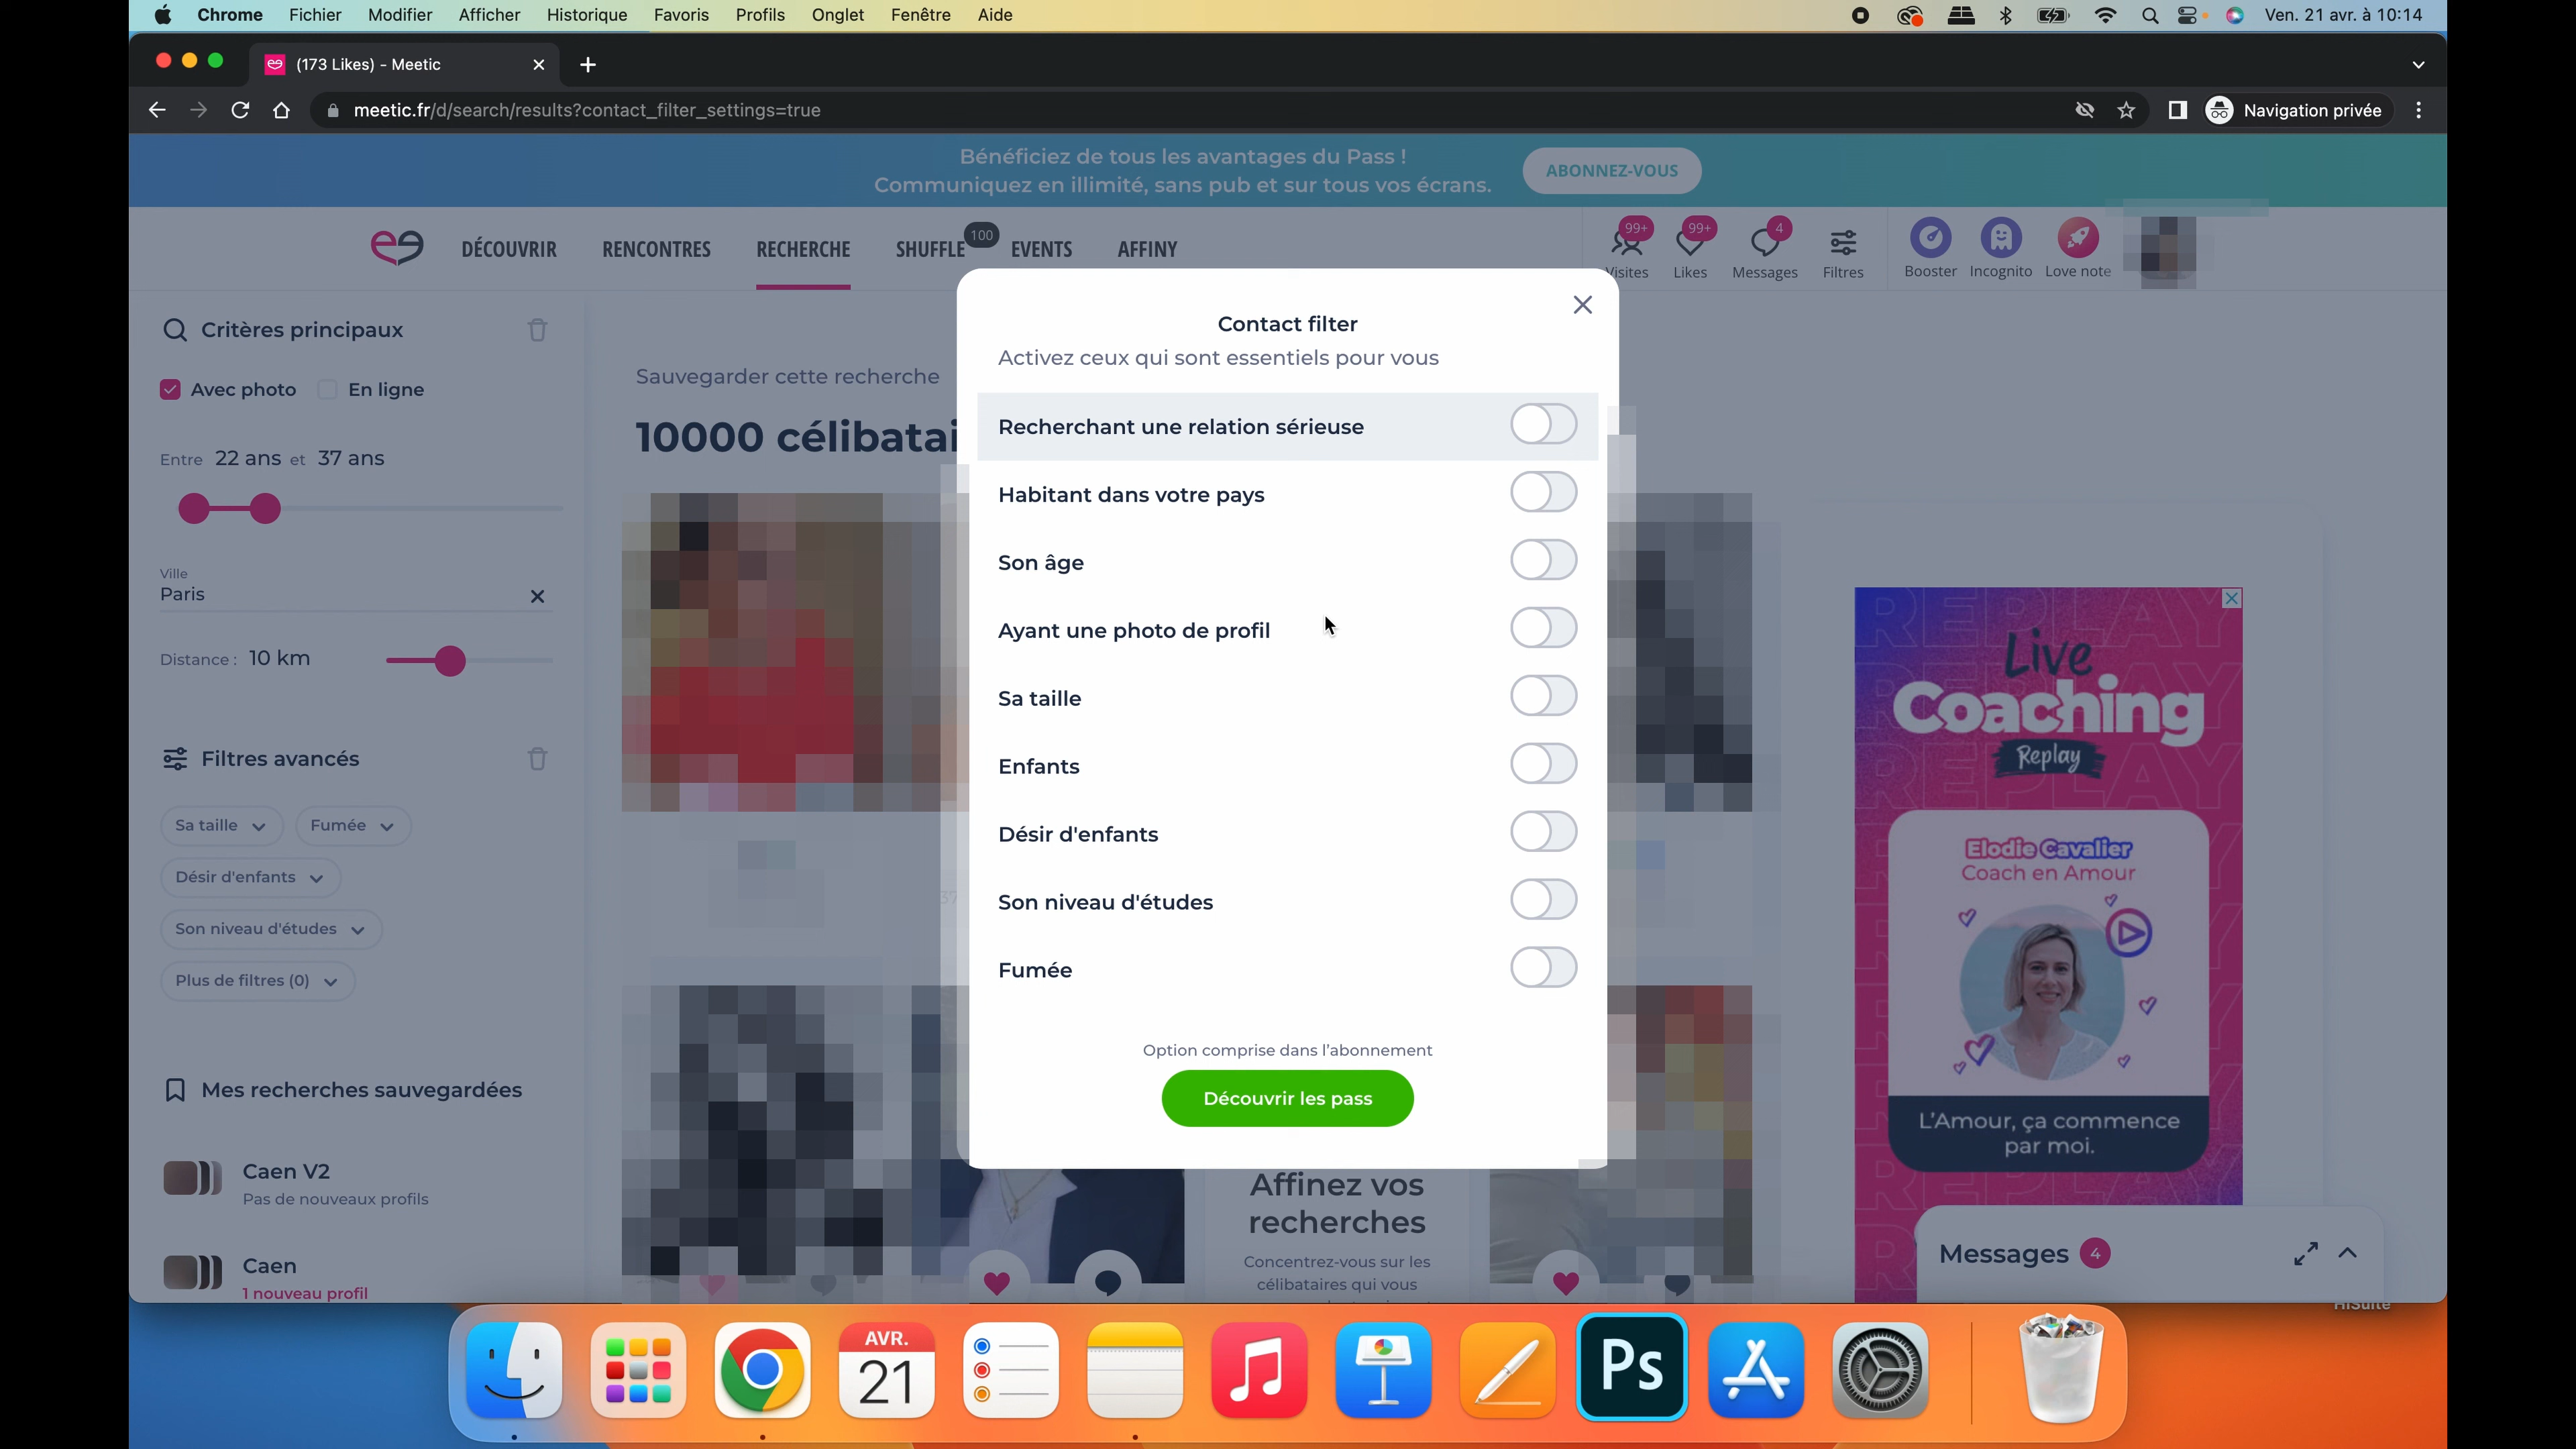 Chrome Fichier Modifier Afficher Historique Favoris Profils Onglet Fenêtre Aide
Ven. 21 avr. à 10:14
(173 Likes) - Meetic
meetic.fr/d/search/results?contact_filter_settings=true
Navigation privée
Bénéficiez de tous les avantages du Pass !
Communiquez en illimité, sans pub et sur tous vos écrans.
ABONNEZ-VOUS
DÉCOUVRIR RENCONTRES RECHERCHE SHUFFLE 100 EVENTS AFFINY
99+ 99+ 4
Visites Likes Messages Filtres Booster Incognito Love note
Critères principaux
Avec photo En ligne
Entre 22 ans et 37 ans
Ville
Paris
Distance : 10 km
Filtres avancés
Sa taille Fumée
Désir d'enfants
Son niveau d'études
Plus de filtres (0)
Mes recherches sauvegardées
Caen V2
Pas de nouveaux profils
Caen
1 nouveau profil
Sauvegarder cette recherche
10000 célibatai
Contact filter
Activez ceux qui sont essentiels pour vous
Recherchant une relation sérieuse
Habitant dans votre pays
Son âge
Ayant une photo de profil
Sa taille
Enfants
Désir d'enfants
Son niveau d'études
Fumée
Option comprise dans l'abonnement
Découvrir les pass
Affinez vos
recherches
Concentrez-vous sur les
célibataires qui vous
REPLAY
Live
Coaching
Replay
Elodie Cavalier
Coach en Amour
L'Amour, ça commence
par moi.
Messages 4
HiSuite
AVR.
21
Ps